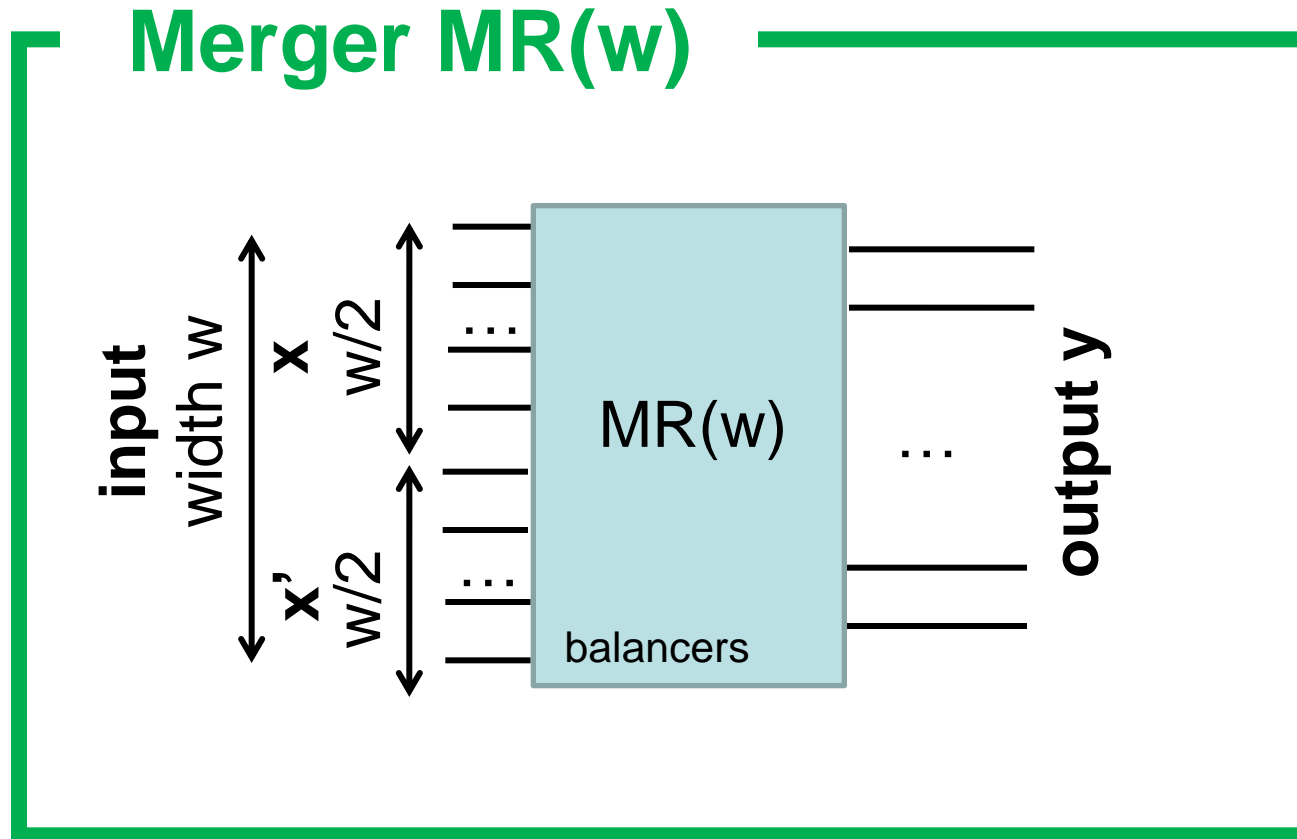 Merger MR(w)
input
width w
x
w/2
…
x’
w/2
…
MR(w)
balancers
…
output y